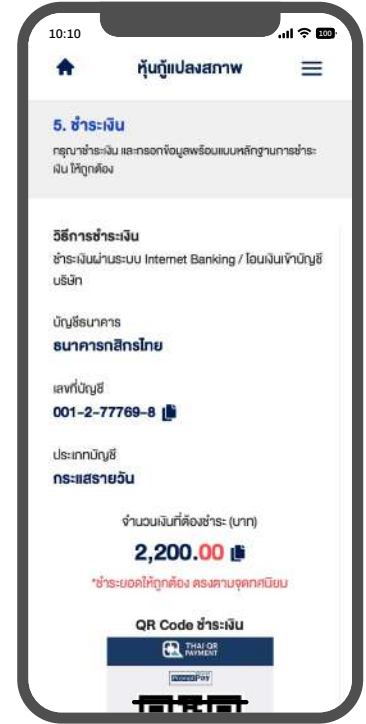 10:10
100
หุ้นกู้แปลงสภาพ
5. ชำระเงิน
กรุณาชำระเงิน และกรอกข้อมูลพร้อมแนบหลักฐานการชำระ
เงิน ให้ถูกต้อง
วิธีการชำระเงิน
ชำระเงินผ่านระบบ Internet Banking / โอนเงินเข้าบัญชี
บริษัท
บัญชีธนาคาร
ธนาคารกสิกรไทย
เลขที่บัญชี
001-2-77769-8
ประเภทบัญชี
กระแสรายวัน
จำนวนเงินที่ต้องชำระ (บาท)
2,200.00
*ชำระยอดให้ถูกต้อง ตรงตามจุดทศนิยม
QR Code ชำระเงิน
THAI QR
PAYMENT
PromptPay